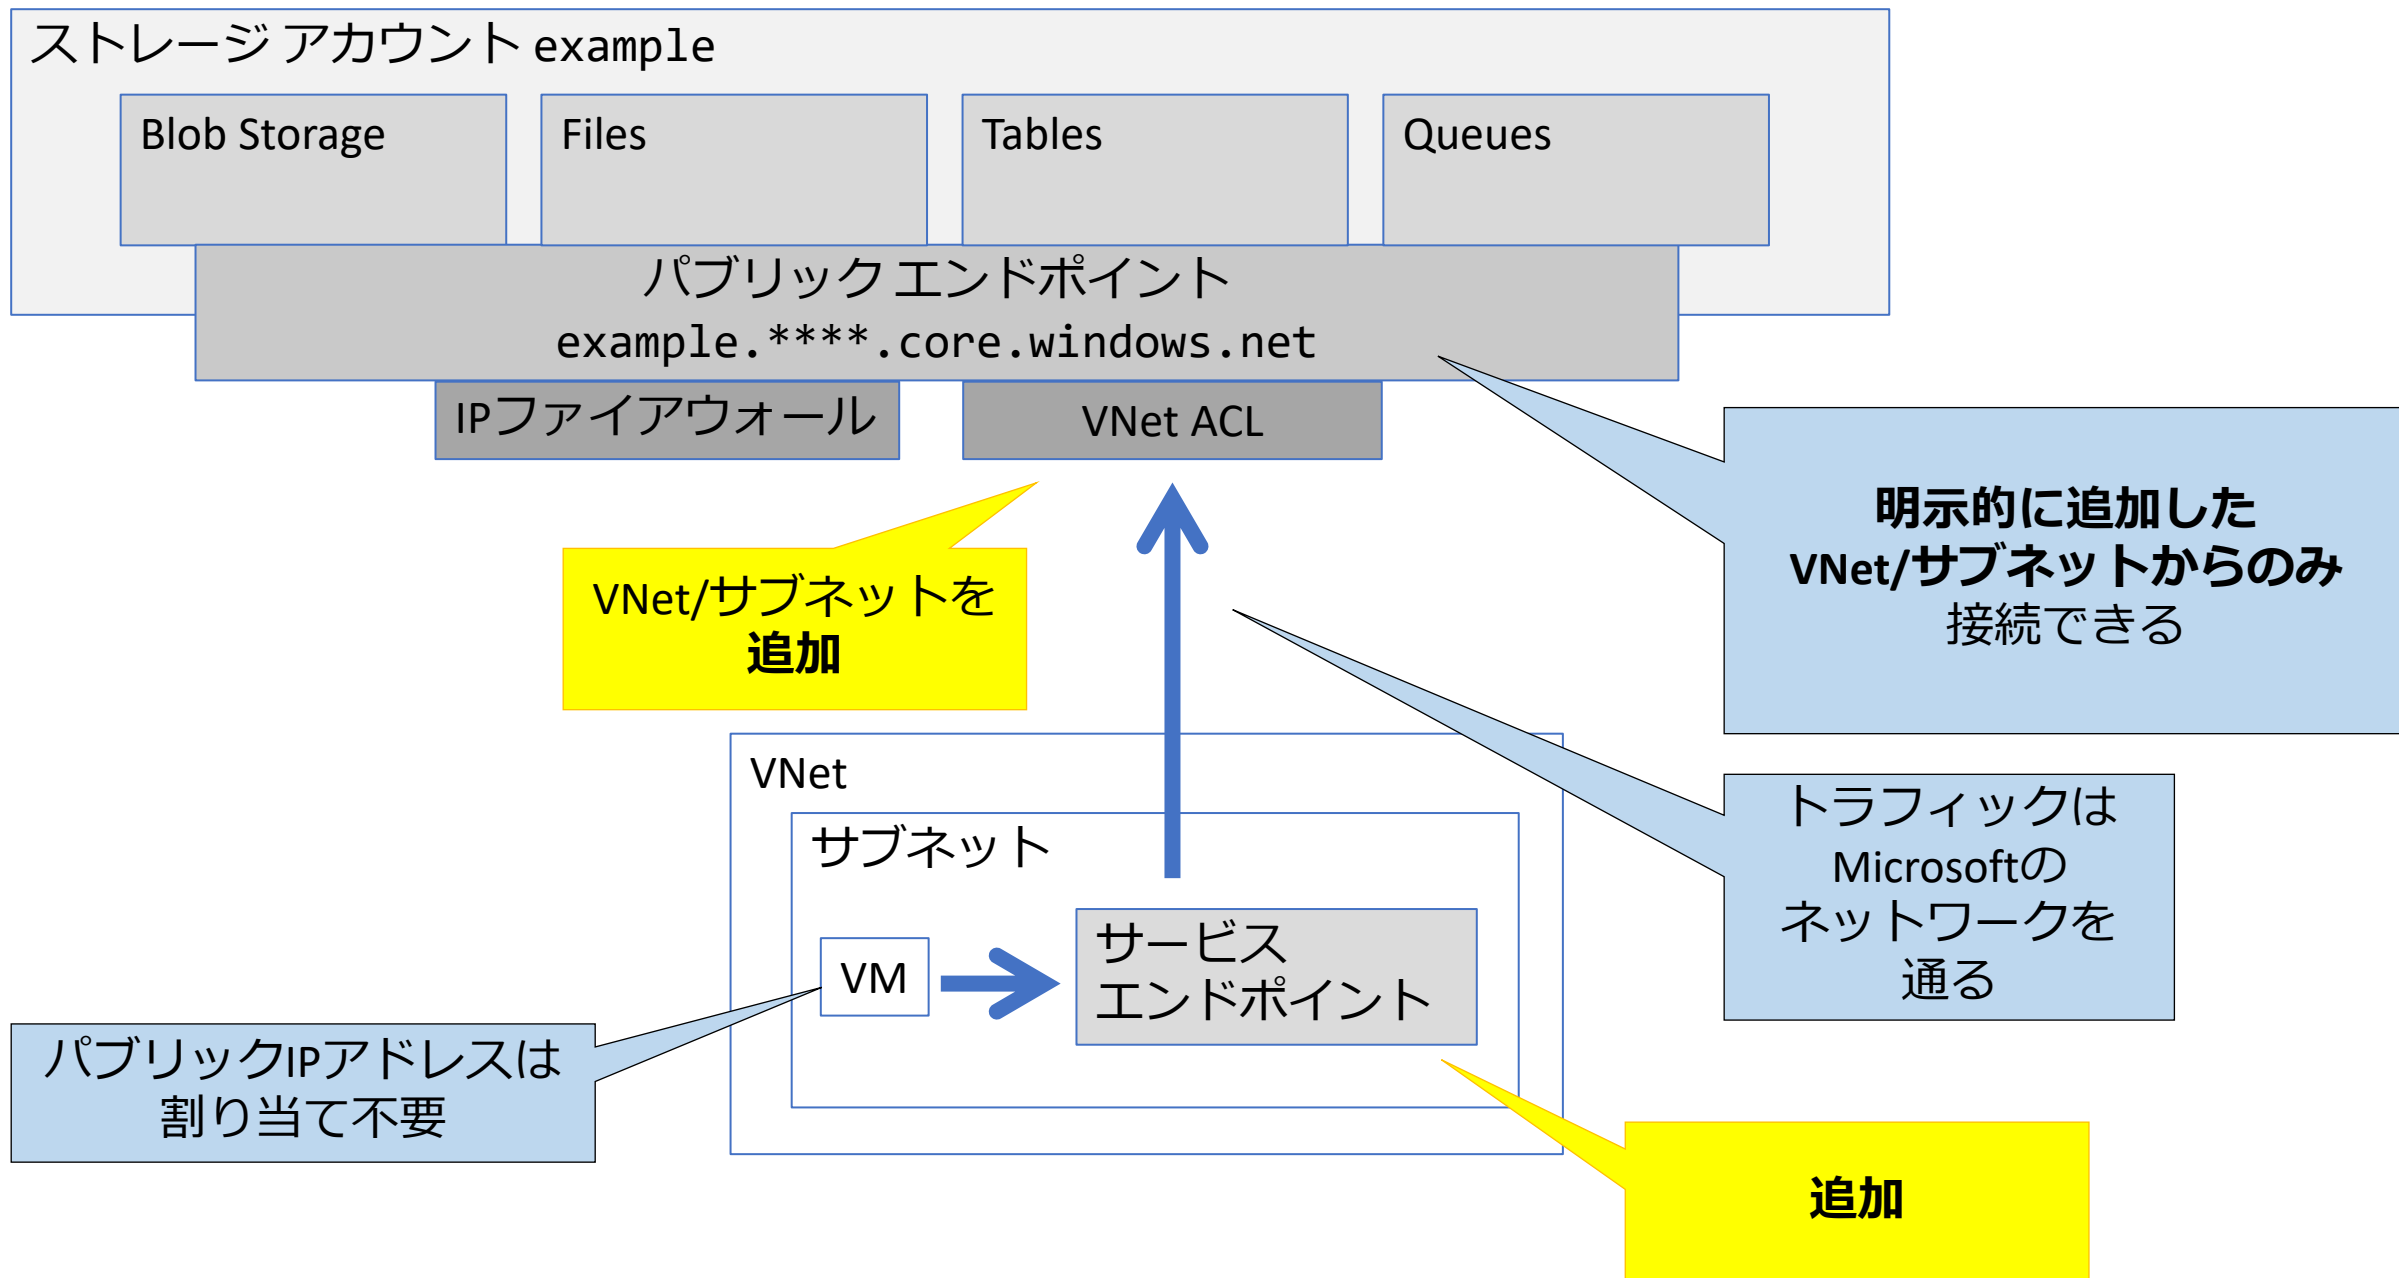 ストレージ アカウント example
Blob Storage
Files
Tables
Queues
パブリック エンドポイント
example.****.core.windows.net
IPファイアウォール
VNet ACL
明示的に追加した
VNet/サブネットからのみ
接続できる
VNet/サブネットを
追加
VNet
サブネット
トラフィックは
Microsoftの
ネットワークを
通る
VM
サービス
エンドポイント
パブリックIPアドレスは
割り当て不要
追加